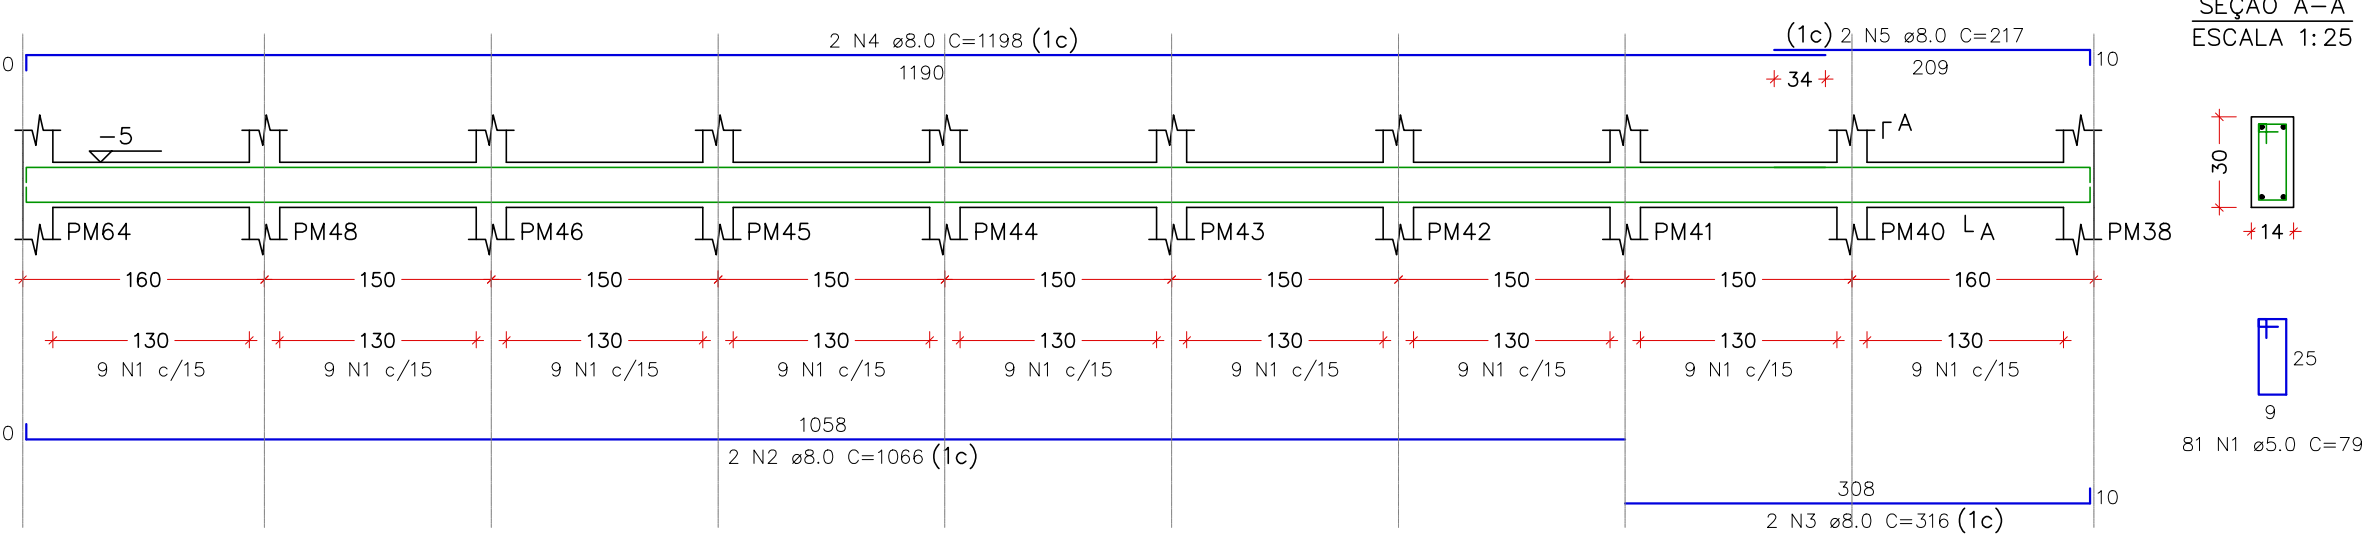 SEÇÃO A-A
ESCALA 1:25
2 N4 ø8.0 C=1198 (1c)
(1c) 2 N5 ø8.0 C=217
0
1190
34
209
10
-5
A
30
14
PM64
PM48
PM46
PM45
PM44
PM43
PM42
PM41
PM40
A
PM38
160
150
150
150
150
150
150
150
160
130
130
130
130
130
130
130
130
130
9 N1 c/15
9 N1 c/15
9 N1 c/15
9 N1 c/15
9 N1 c/15
9 N1 c/15
9 N1 c/15
9 N1 c/15
9 N1 c/15
25
9
81 N1 ø5.0 C=79
0
1058
2 N2 ø8.0 C=1066 (1c)
308
10
2 N3 ø8.0 C=316 (1c)